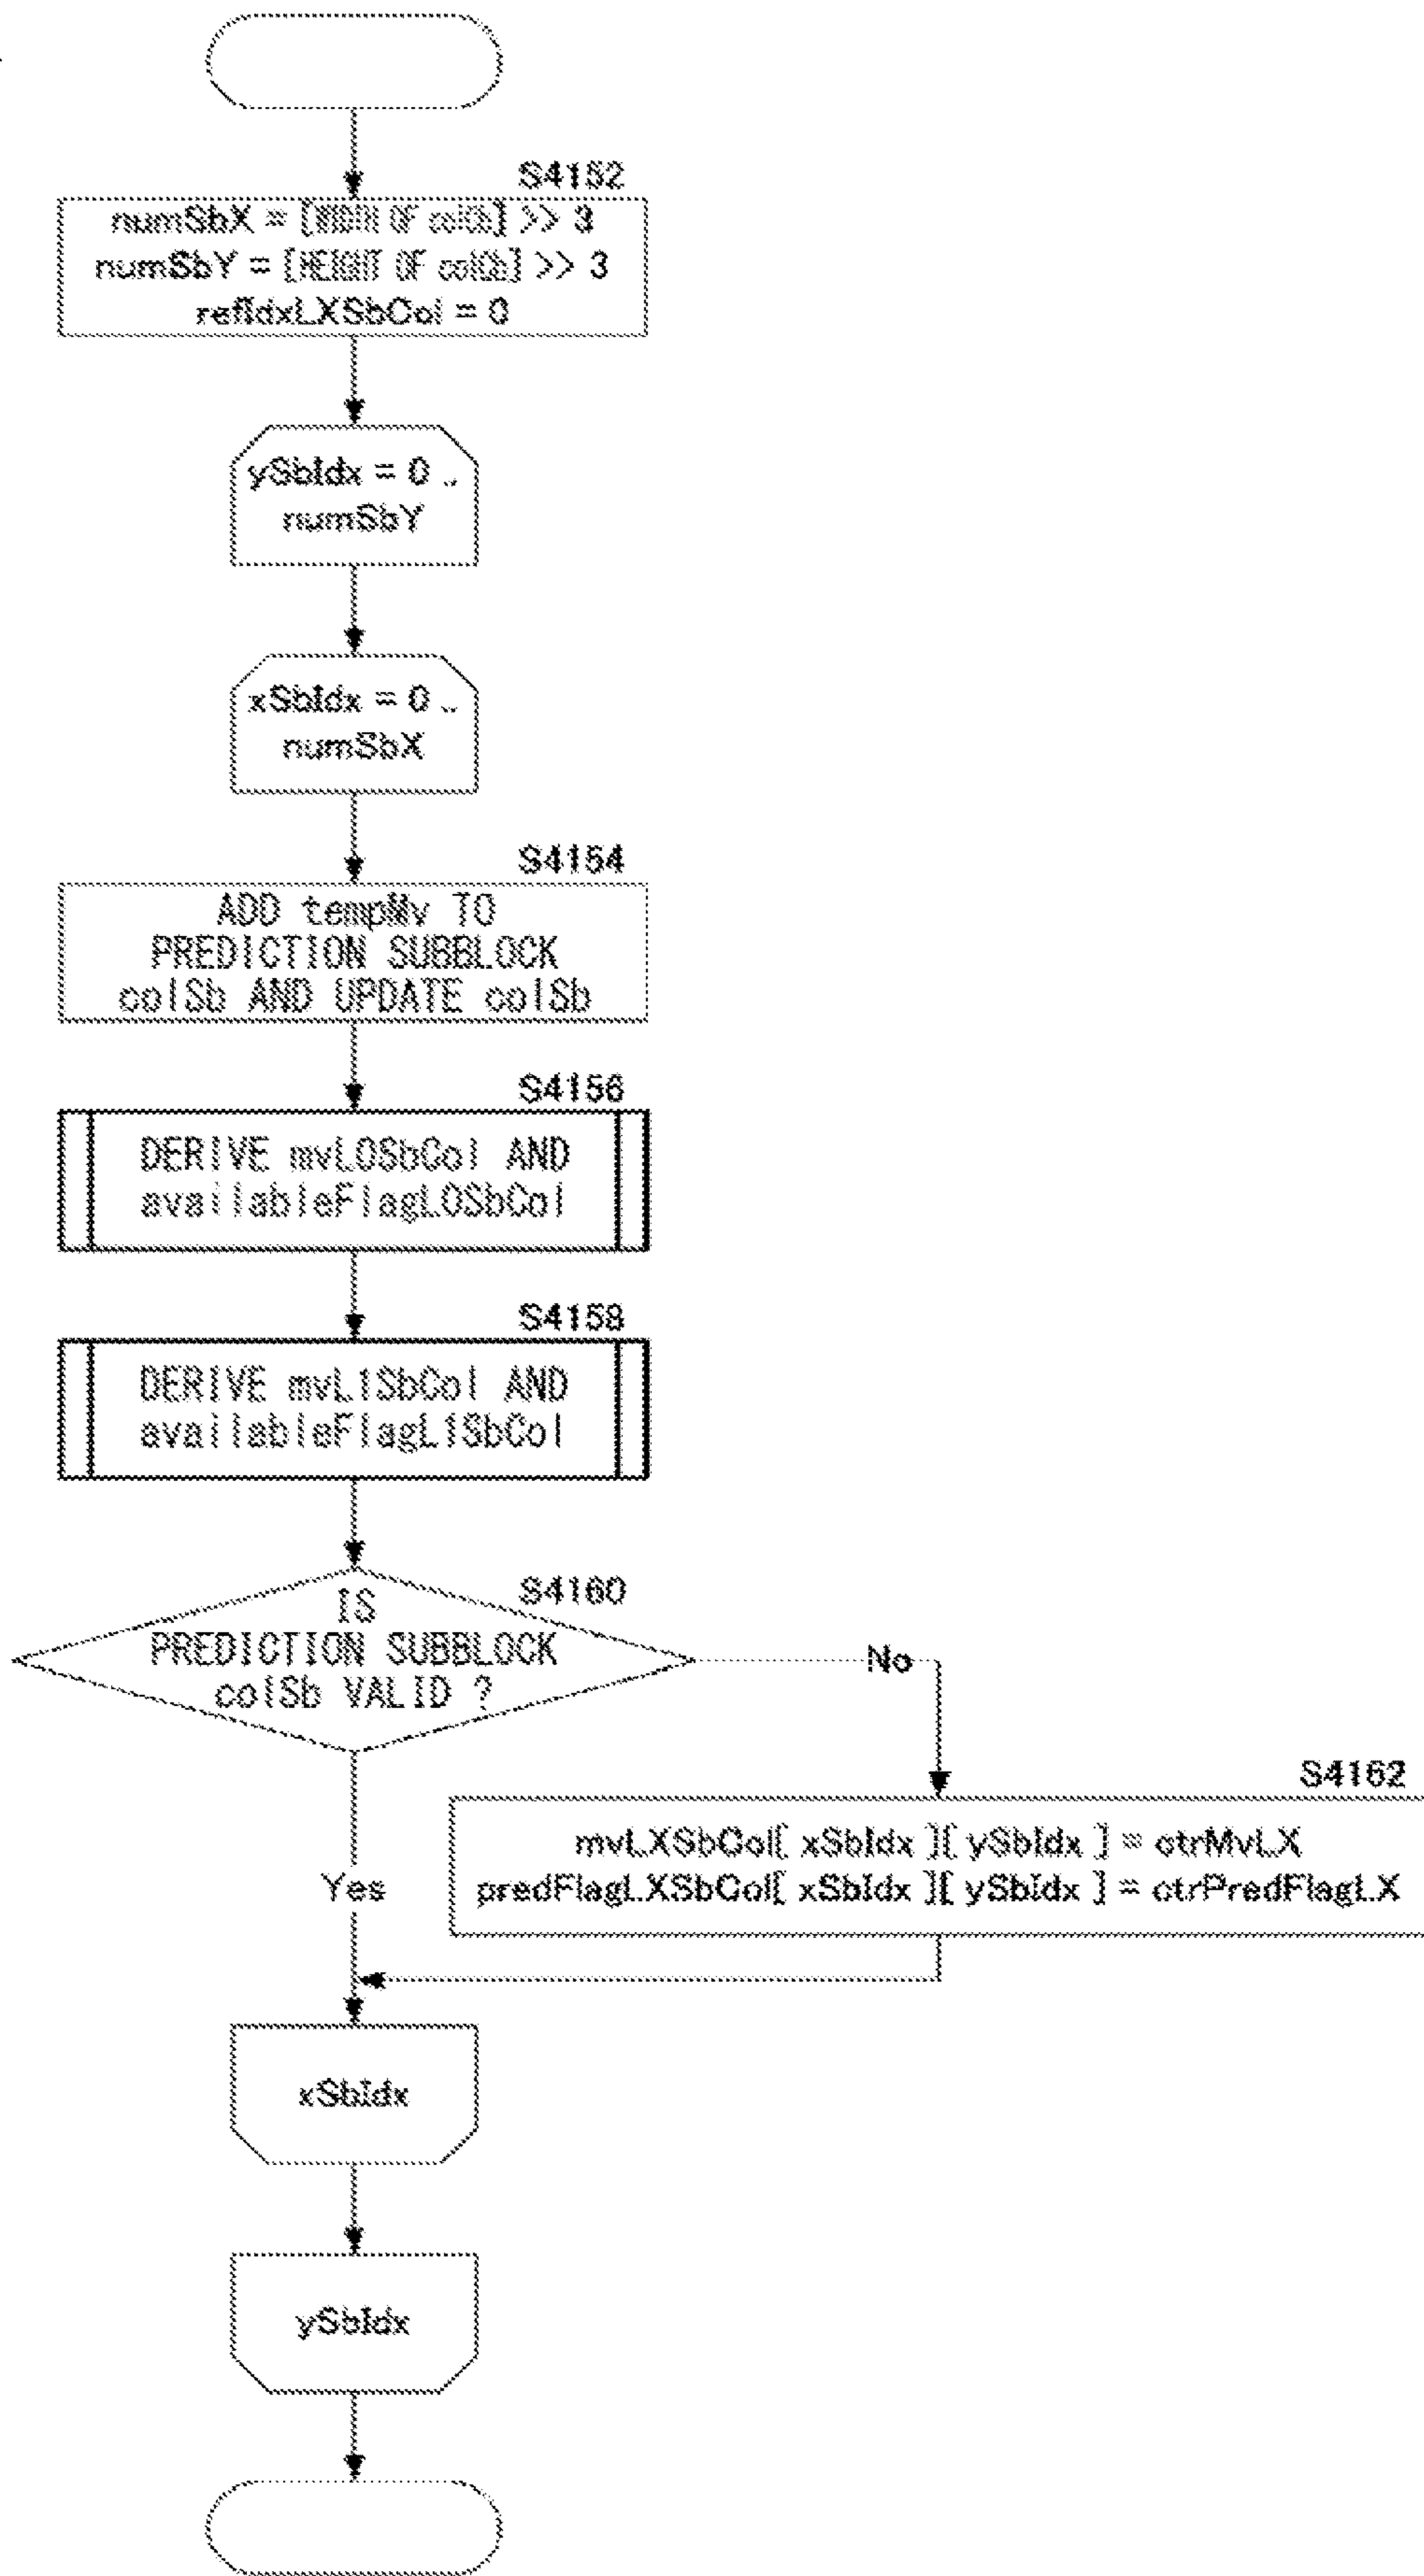 S4152
numSbX = [WIDTH OF colCb] >> 3
numSbY = [HEIGHT OF colCb] >> 3
refIdxLXSbCol = 0
ySbIdx = 0 ..
numSbY
xSbIdx = 0 ..
numSbX
S4154
ADD tempMv TO
PREDICTION SUBBLOCK
colSb AND UPDATE colSb
S4156
DERIVE mvL0SbCol AND
availableFlagL0SbCol
S4158
DERIVE mvL1SbCol AND
availableFlagL1SbCol
S4160
IS
PREDICTION SUBBLOCK
colSb VALID ?
No
S4162
mvLXSbCol[ xSbIdx ][ ySbIdx ] = ctrMvLX
predFlagLXSbCol[ xSbIdx ][ ySbIdx ] = ctrPredFlagLX
Yes
xSbIdx
ySbIdx